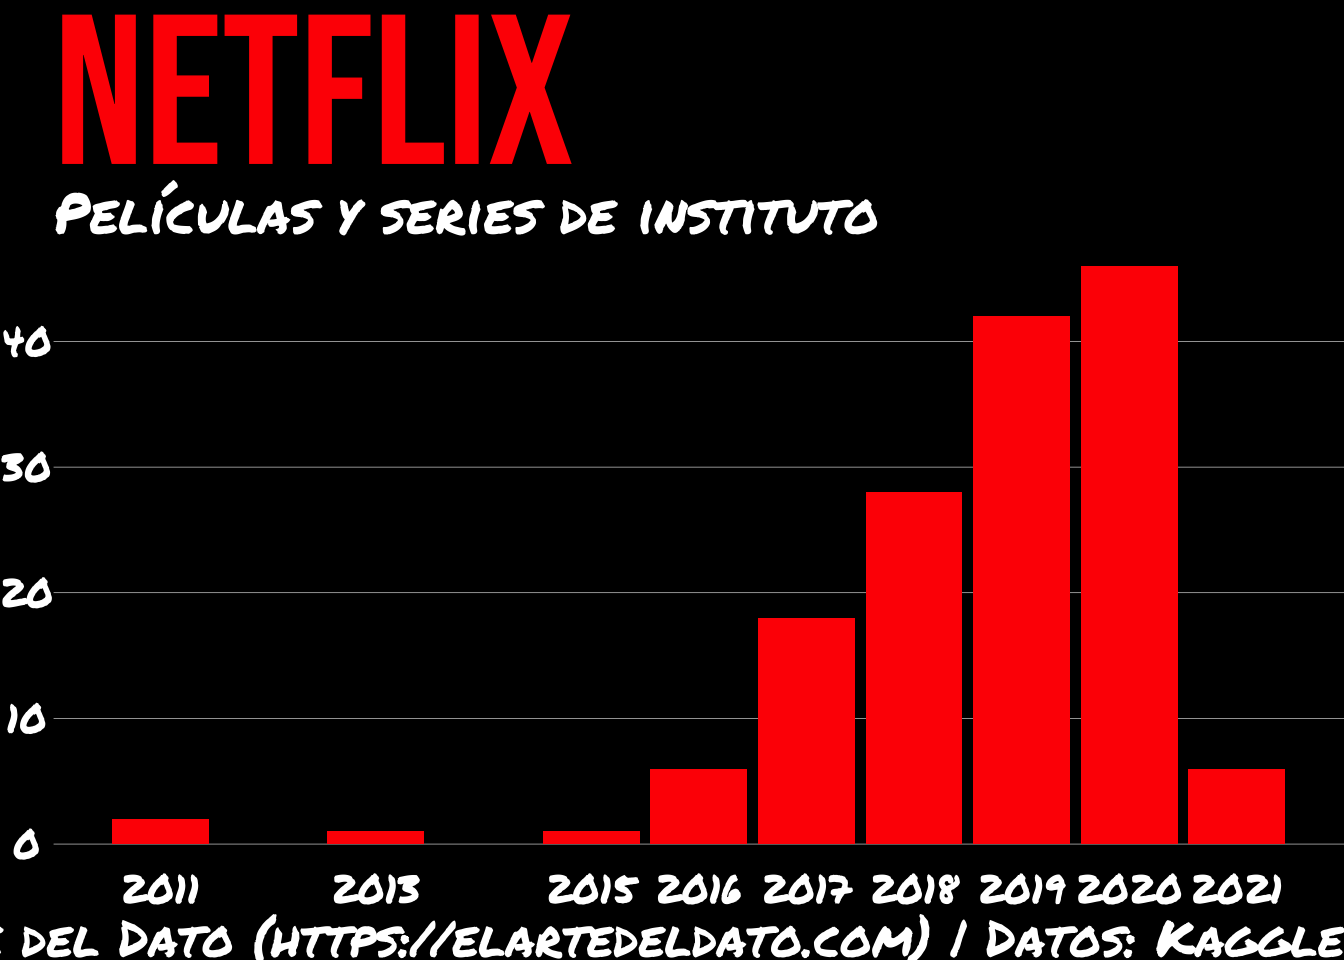 NETFLIX
Películas y series de instituto
40
30
20
10
0
2011 2013 2015 2016 2017 2018 2019 2020 2021
del Dato (https://elartedeldato.com) | Datos: Kaggle